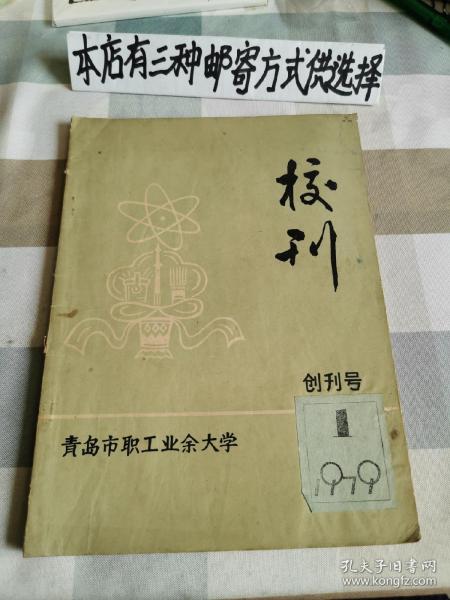 本店有三种邮寄方式供选择
校刊
创刊号
1
1979
青岛市职工业余大学
孔夫子旧书网
www.kongfz.com